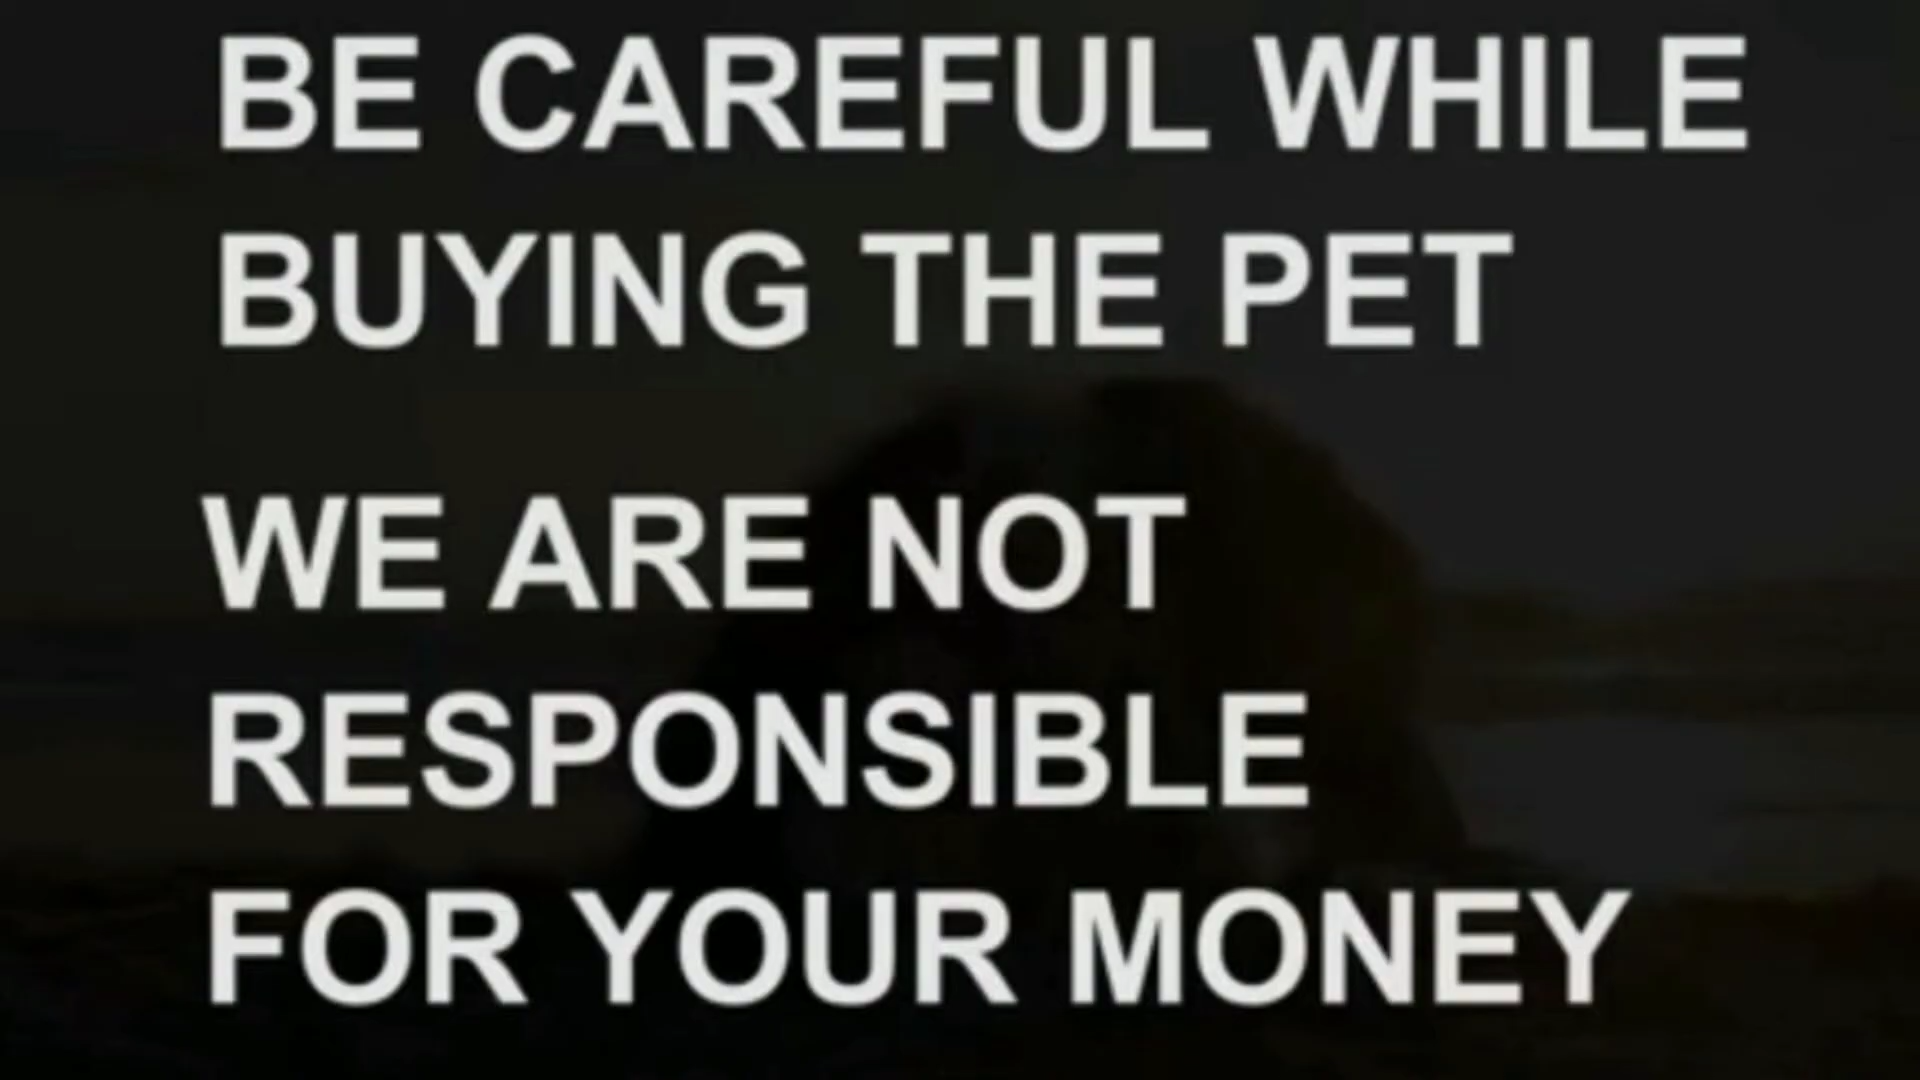 BE CAREFUL WHILE
BUYING THE PET
WE ARE NOT
RESPONSIBLE
FOR YOUR MONEY